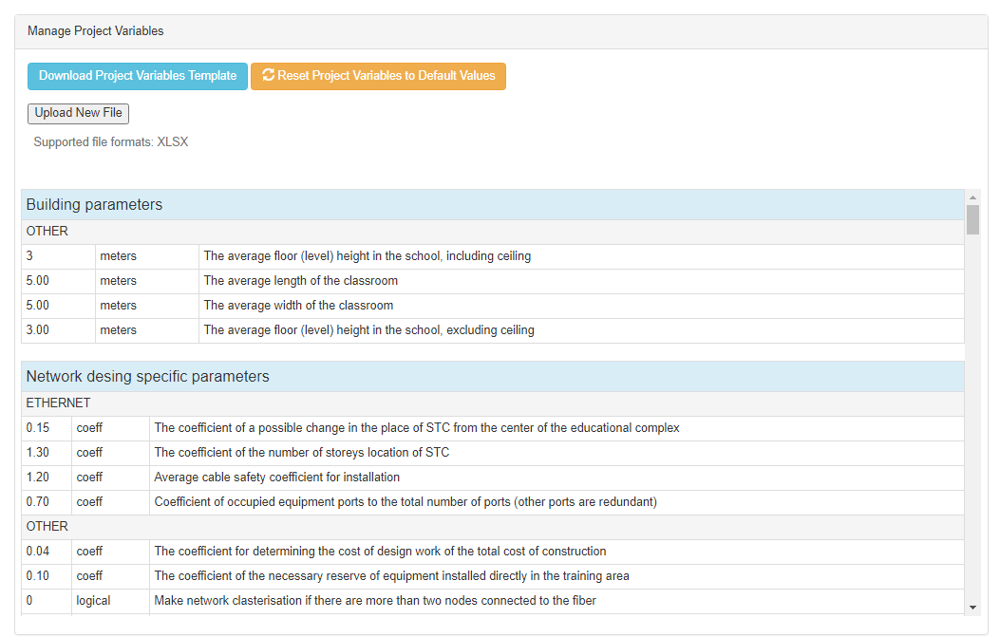 Manage Project Variables
Download Project Variables Template Reset Project Variables to Default Values
Upload New File
Supported file formats: XLSX
Building parameters
OTHER
3 meters The average floor (level) height in the school, including ceiling
5.00 meters The average length of the classroom
5.00 meters The average width of the classroom
3.00 meters The average floor (level) height in the school, excluding ceiling
Network desing specific parameters
ETHERNET
0.15 coeff The coefficient of a possible change in the place of STC from the center of the educational complex
1.30 coeff The coefficient of the number of storeys location of STC
1.20 coeff Average cable safety coefficient for installation
0.70 coeff Coefficient of occupied equipment ports to the total number of ports (other ports are redundant)
OTHER
0.04 coeff The coefficient for determining the cost of design work of the total cost of construction
0.10 coeff The coefficient of the necessary reserve of equipment installed directly in the training area
0 logical Make network clasterisation if there are more than two nodes connected to the fiber